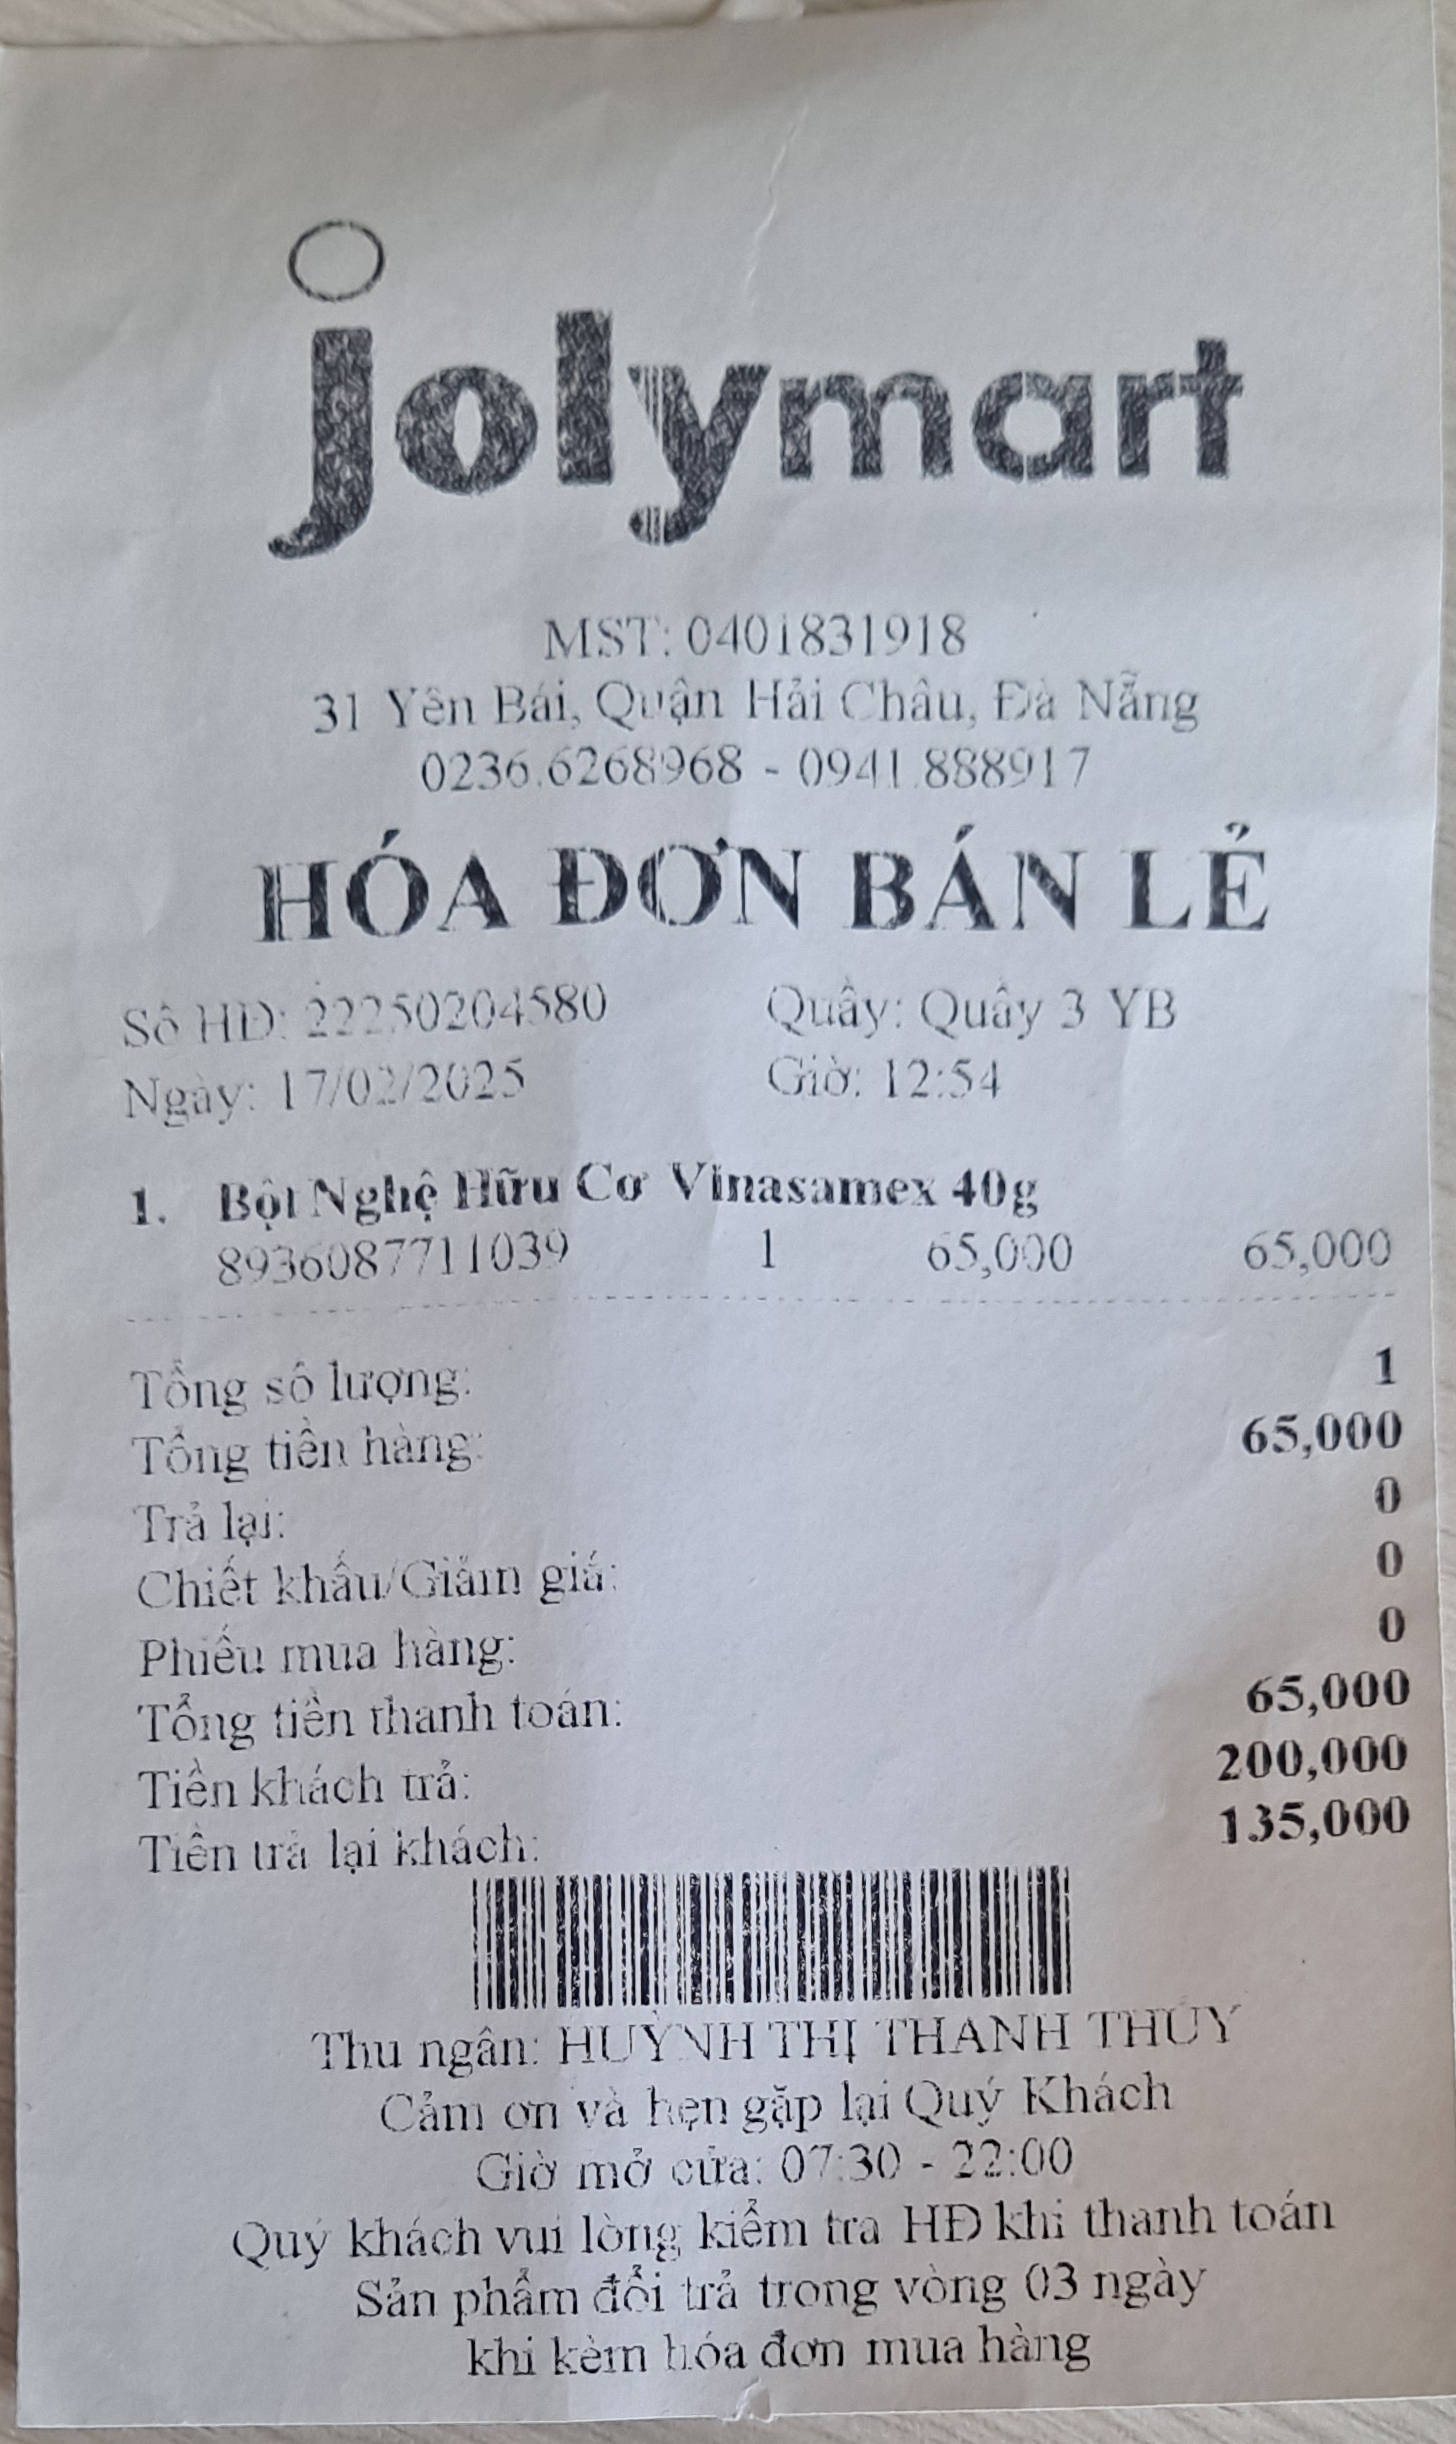 jolymart
MST: 0401831918
31 Yên Bái, Quận Hải Châu, Đà Nẵng
0236.6268968 - 0941.888917
HÓA ĐƠN BÁN LẺ
Số HĐ: 22250204580 Quầy: Quầy 3 YB
Ngày: 17/02/2025 Giờ: 12:54
1. Bột Nghệ Hữu Cơ Vinasamex 40g
8936087711039 1 65,000 65,000
Tổng số lượng: 1
Tổng tiền hàng: 65,000
Trả lại: 0
Chiết khấu/Giảm giá: 0
Phiếu mua hàng: 0
Tổng tiền thanh toán: 65,000
Tiền khách trả: 200,000
Tiền trả lại khách: 135,000
Thu ngân: HUỲNH THỊ THANH THÚY
Cảm ơn và hẹn gặp lại Quý Khách
Giờ mở cửa: 07:30 - 22:00
Quý khách vui lòng kiểm tra HĐ khi thanh toán
Sản phẩm đổi trả trong vòng 03 ngày
khi kèm hóa đơn mua hàng